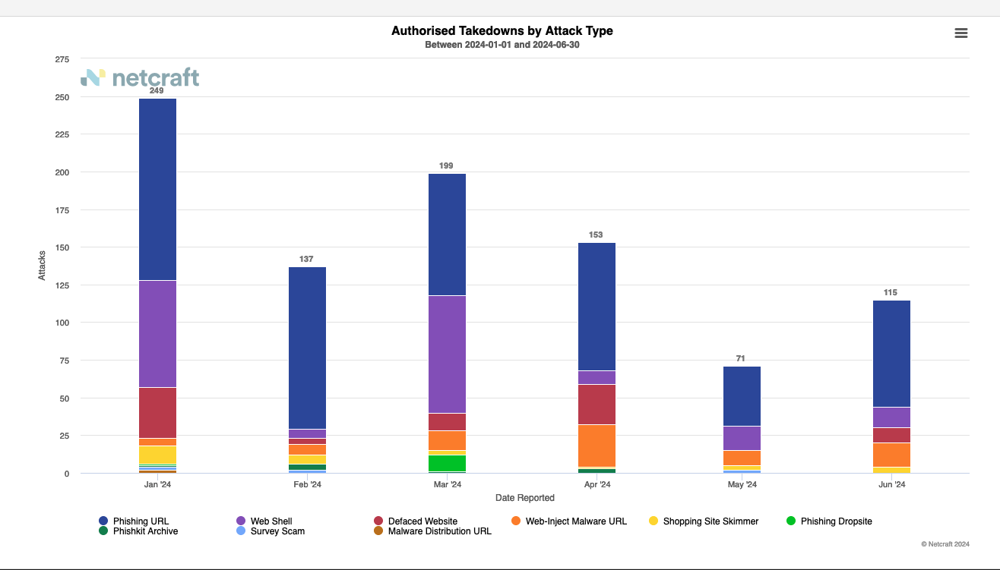 Authorised Takedowns by Attack Type
Between 2024-01-01 and 2024-06-30
netcraft
275
250
225
200
175
150
125
100
75
50
25
0
Attacks
249
137
199
153
71
115
Jan '24 Feb '24 Mar '24 Apr '24 May '24 Jun '24
Date Reported
Phishing URL Web Shell Defaced Website Web-Inject Malware URL Shopping Site Skimmer Phishing Dropsite
Phishkit Archive Survey Scam Malware Distribution URL
© Netcraft 2024